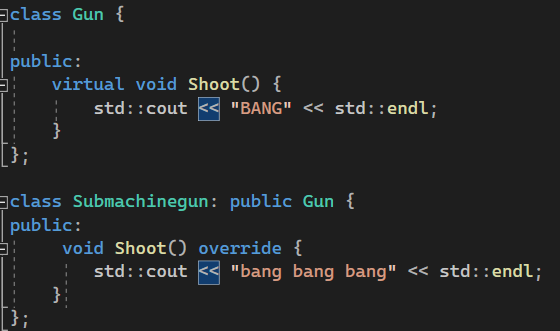 class Gun {
public:
virtual void Shoot() {
std::cout << "BANG" << std::endl;
}
};
class Submachinegun: public Gun {
public:
void Shoot() override {
std::cout << "bang bang bang" << std::endl;
}
};